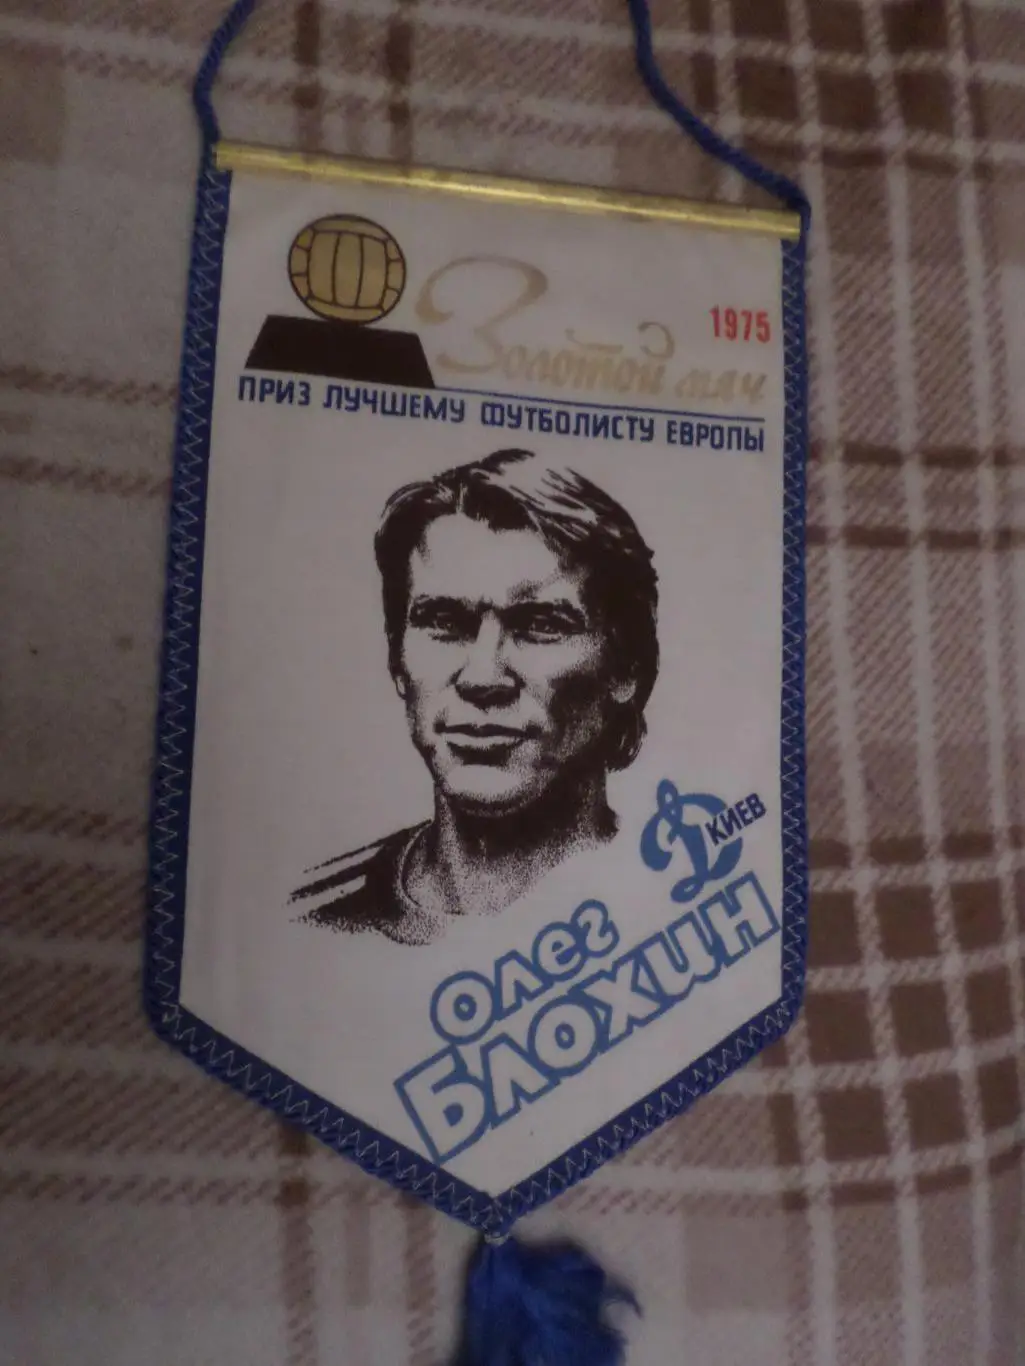 Золотой мяч
1975
ПРИЗ ЛУЧШЕМУ ФУТБОЛИСТУ ЕВРОПЫ
Д КИЕВ
Олег
БЛОХИН